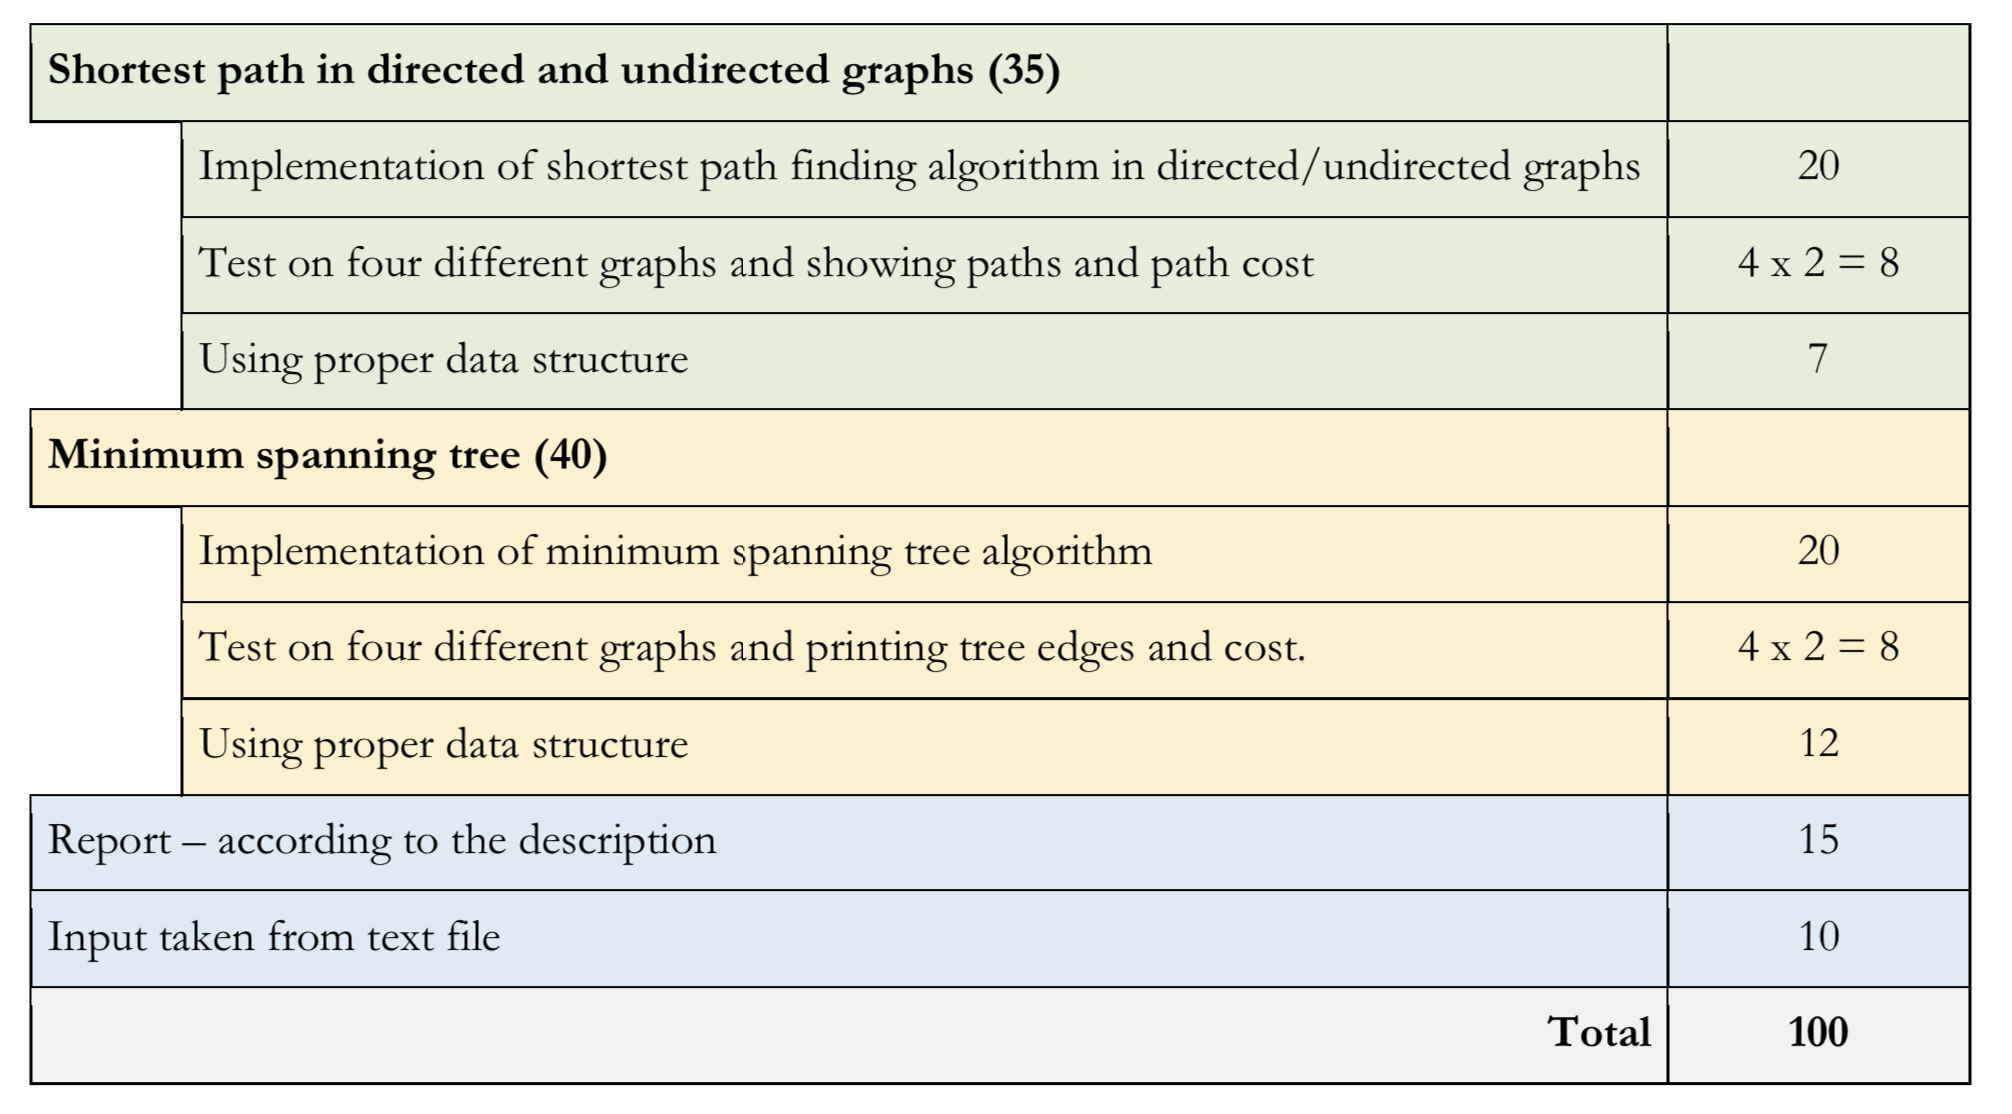 Shortest path in directed and undirected graphs (35)
Implementation of shortest path finding algorithm in directed/undirected graphs 20
Test on four different graphs and showing paths and path cost 4 x 2 = 8
Using proper data structure 7
Minimum spanning tree (40)
Implementation of minimum spanning tree algorithm 20
Test on four different graphs and printing tree edges and cost. 4 x 2 = 8
Using proper data structure 12
Report – according to the description 15
Input taken from text file 10
Total 100